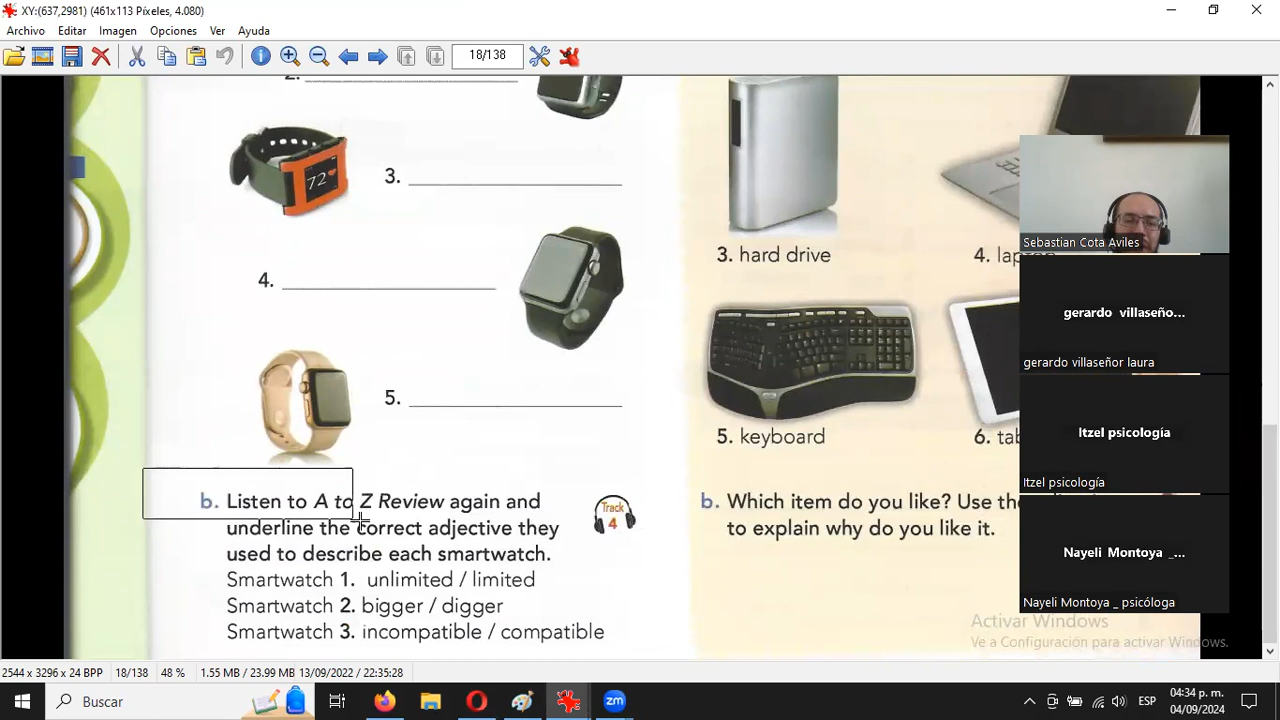 XY:(637,2981) (461x113 Píxeles, 4.080)
Archivo Editar Imagen Opciones Ver Ayuda
18/138
2.
3.
72
4.
5.
b. Listen to A to Z Review again and
underline the correct adjective they
used to describe each smartwatch.
Track
4
Smartwatch 1. unlimited / limited
Smartwatch 2. bigger / digger
Smartwatch 3. incompatible / compatible
3. hard drive
4.
5. keyboard
6.
b. Which item do you like? Use the
to explain why do you like it.
Sebastian Cota Aviles
gerardo villaseño...
gerardo villaseñor laura
Itzel psicología
Itzel psicología
Nayeli Montoya _...
Nayeli Montoya _ psicóloga
Activar Windows
Ve a Configuración para activar Windows.
2544 x 3296 x 24 BPP 18/138 48 % 1.55 MB / 23.99 MB 13/09/2022 / 22:35:28
Buscar
zm
ESP
04:34 p. m.
04/09/2024